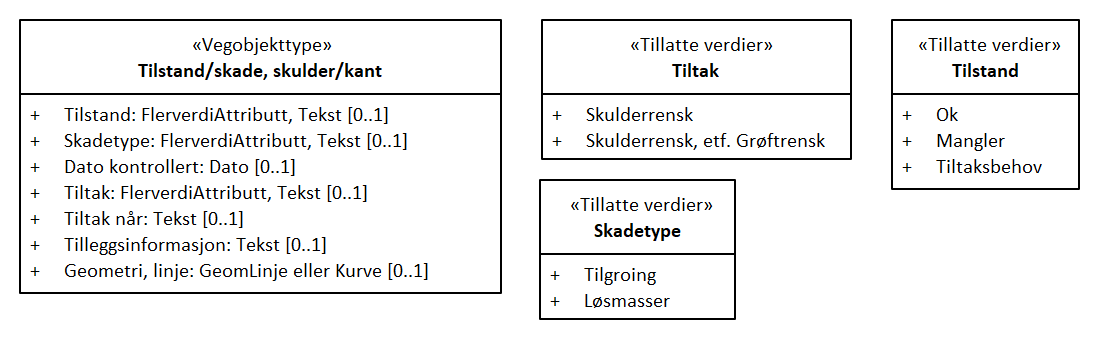 «Vegobjekttype»
Tilstand/skade, skulder/kant
+ Tilstand: FlerverdiAttributt, Tekst [0..1]
+ Skadetype: FlerverdiAttributt, Tekst [0..1]
+ Dato kontrollert: Dato [0..1]
+ Tiltak: FlerverdiAttributt, Tekst [0..1]
+ Tiltak når: Tekst [0..1]
+ Tilleggsinformasjon: Tekst [0..1]
+ Geometri, linje: GeomLinje eller Kurve [0..1]
«Tillatte verdier»
Tiltak
+ Skulderrensk
+ Skulderrensk, etf. Grøftrensk
«Tillatte verdier»
Skadetype
+ Tilgroing
+ Løsmasser
«Tillatte verdier»
Tilstand
+ Ok
+ Mangler
+ Tiltaksbehov